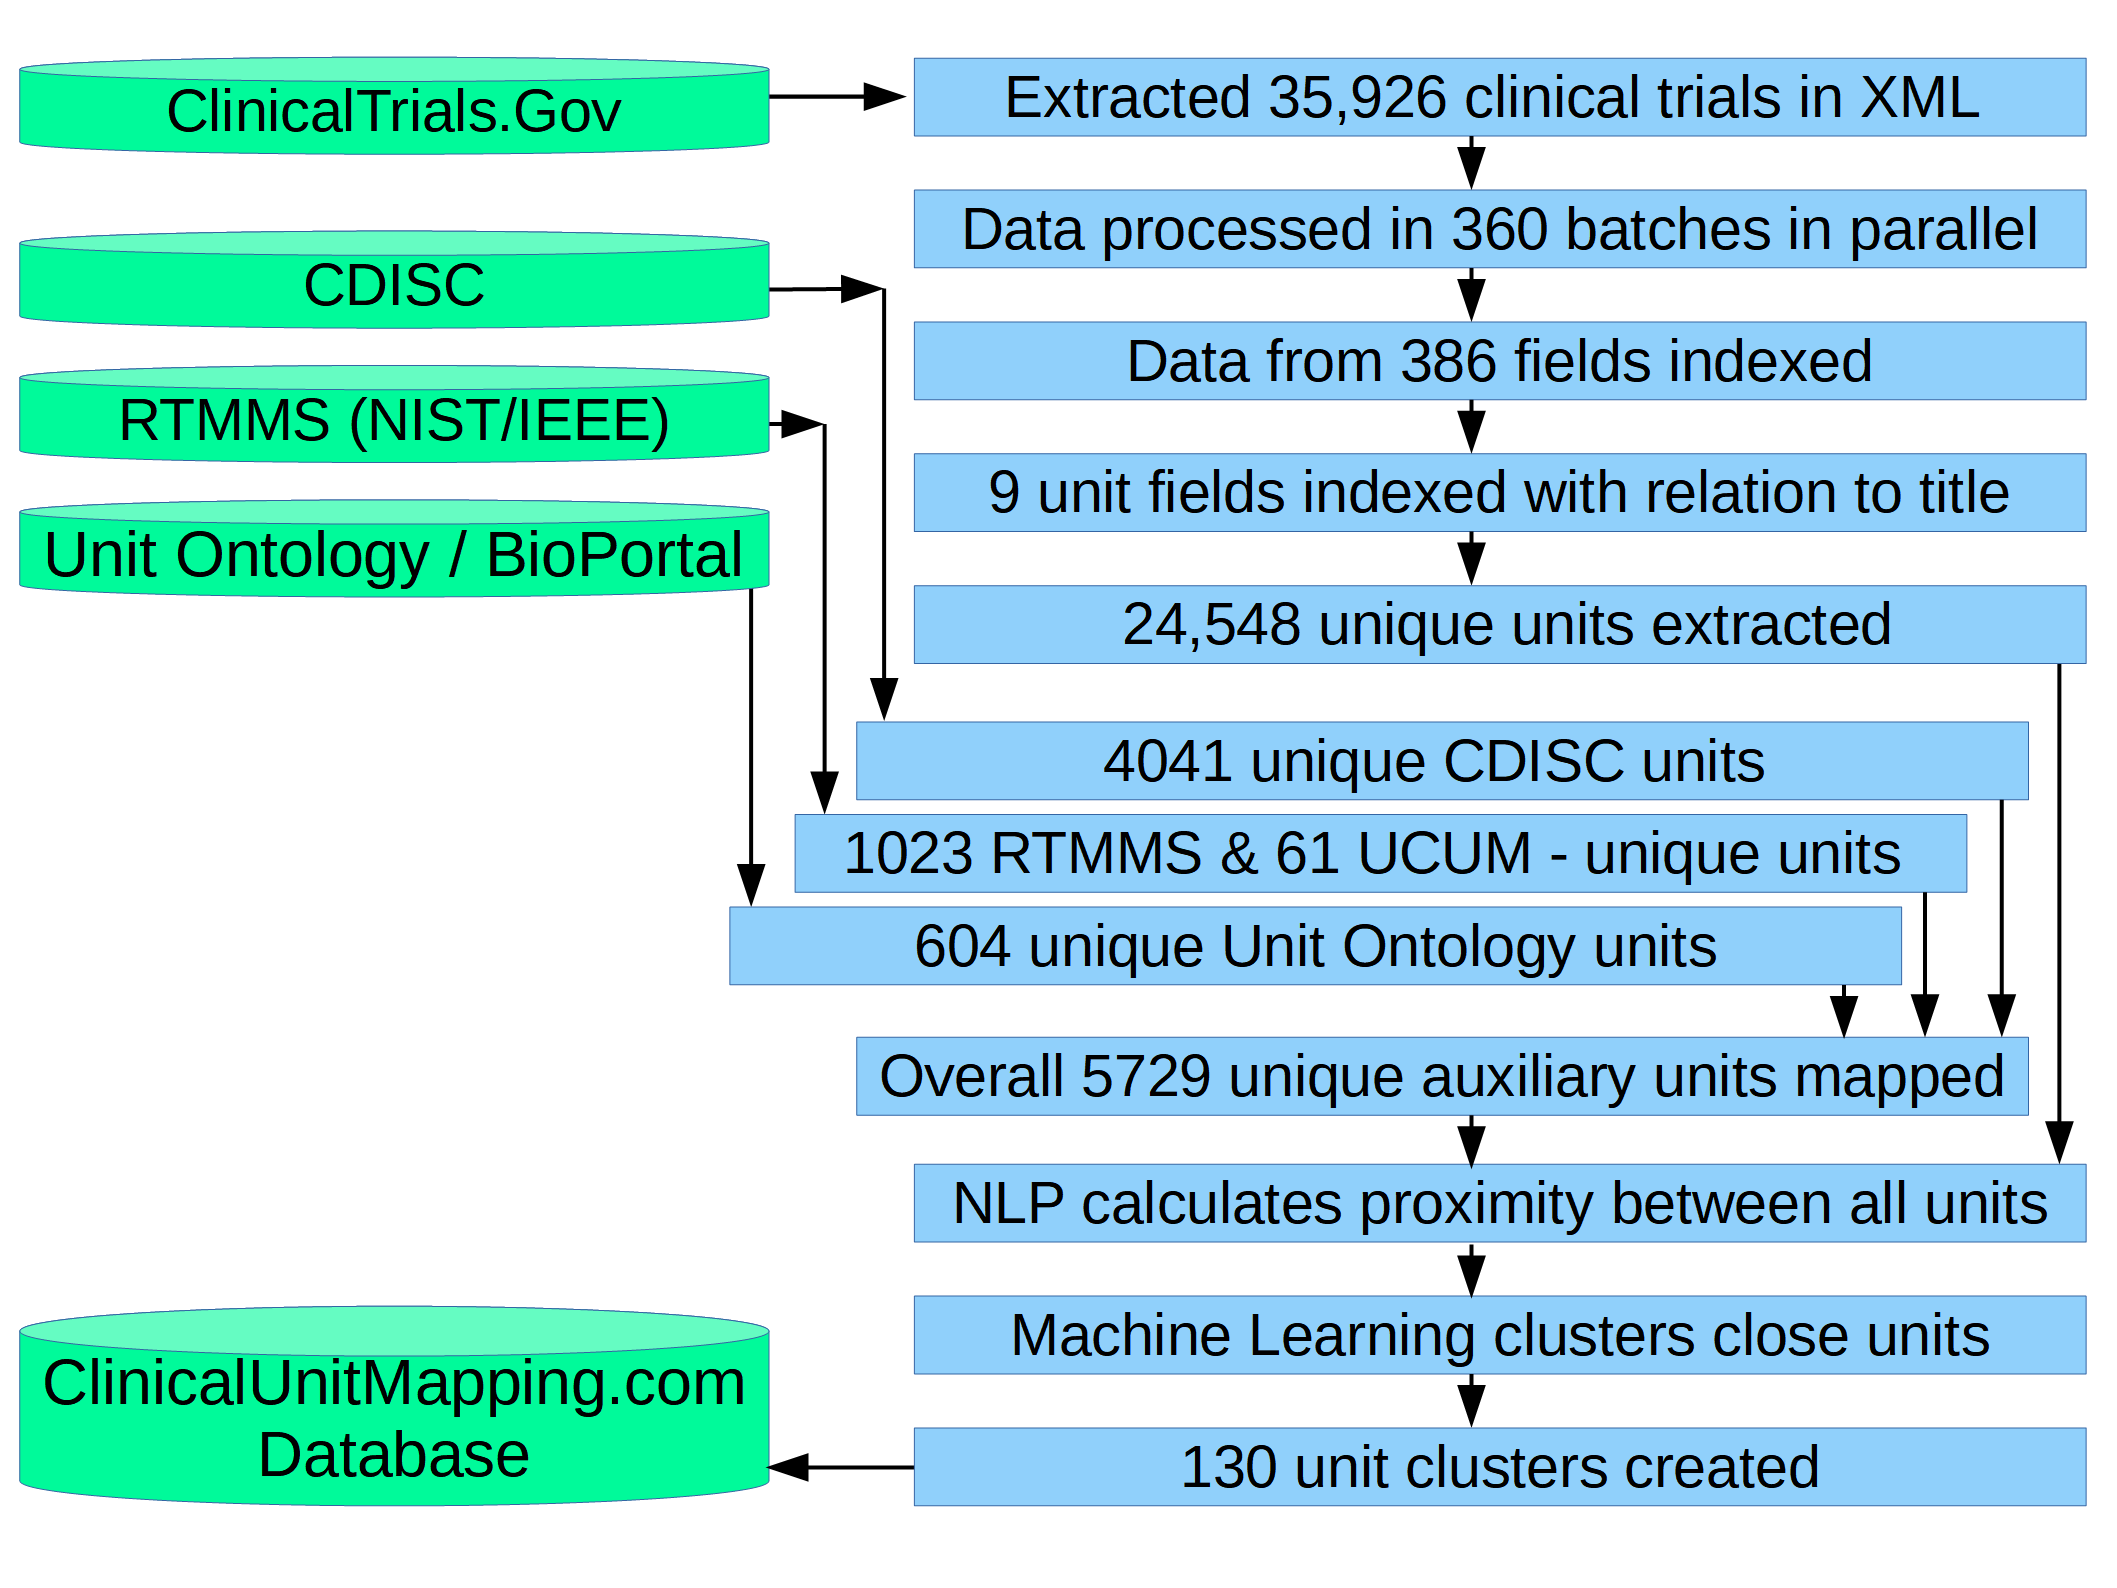 ClinicalTrials.Gov
Extracted 35,926 clinical trials in XML
Data processed in 360 batches in parallel
CDISC
Data from 386 fields indexed
RTMMS (NIST/IEEE)
9 unit fields indexed with relation to title
Unit Ontology / BioPortal
24,548 unique units extracted
4041 unique CDISC units
1023 RTMMS & 61 UCUM - unique units
604 unique Unit Ontology units
Overall 5729 unique auxiliary units mapped
NLP calculates proximity between all units
Machine Learning clusters close units
130 unit clusters created
ClinicalUnitMapping.com
Database